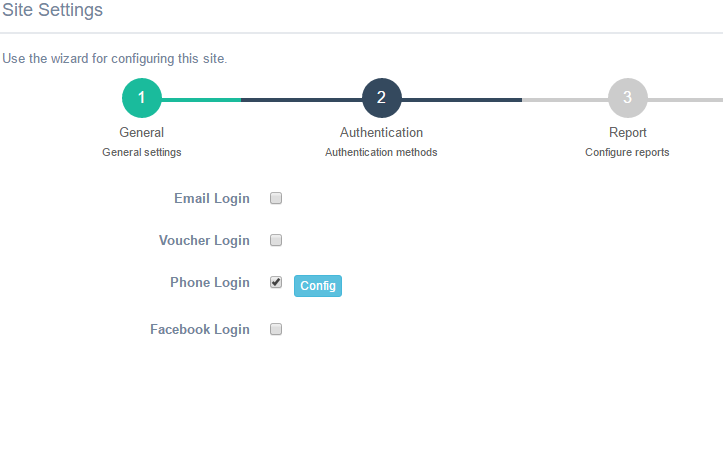 Site Settings
Use the wizard for configuring this site.
1 2 3
General Authentication Report
General settings Authentication methods Configure reports
Email Login
Voucher Login
Phone Login Config
Facebook Login